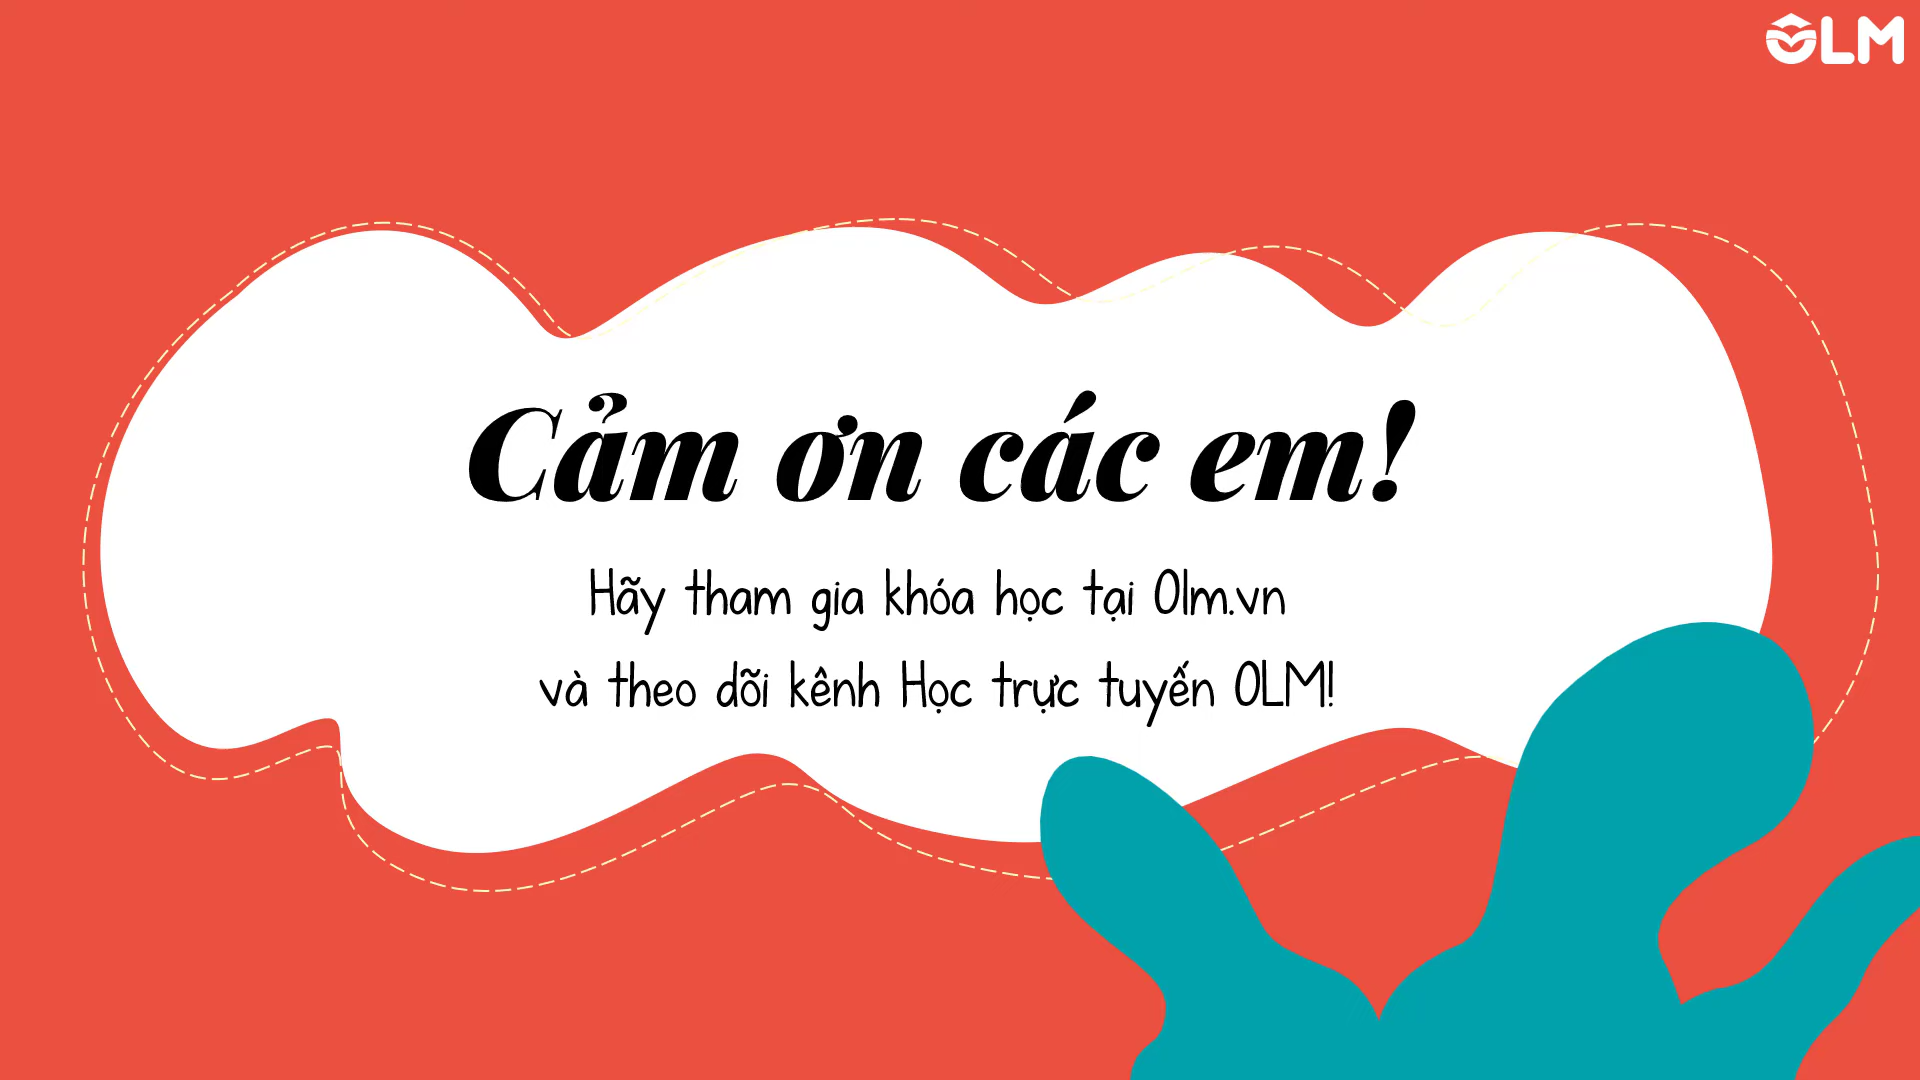 OLM
Cảm ơn các em!
Hãy tham gia khóa học tại Olm.vn
và theo dõi kênh Học trực tuyến OLM!